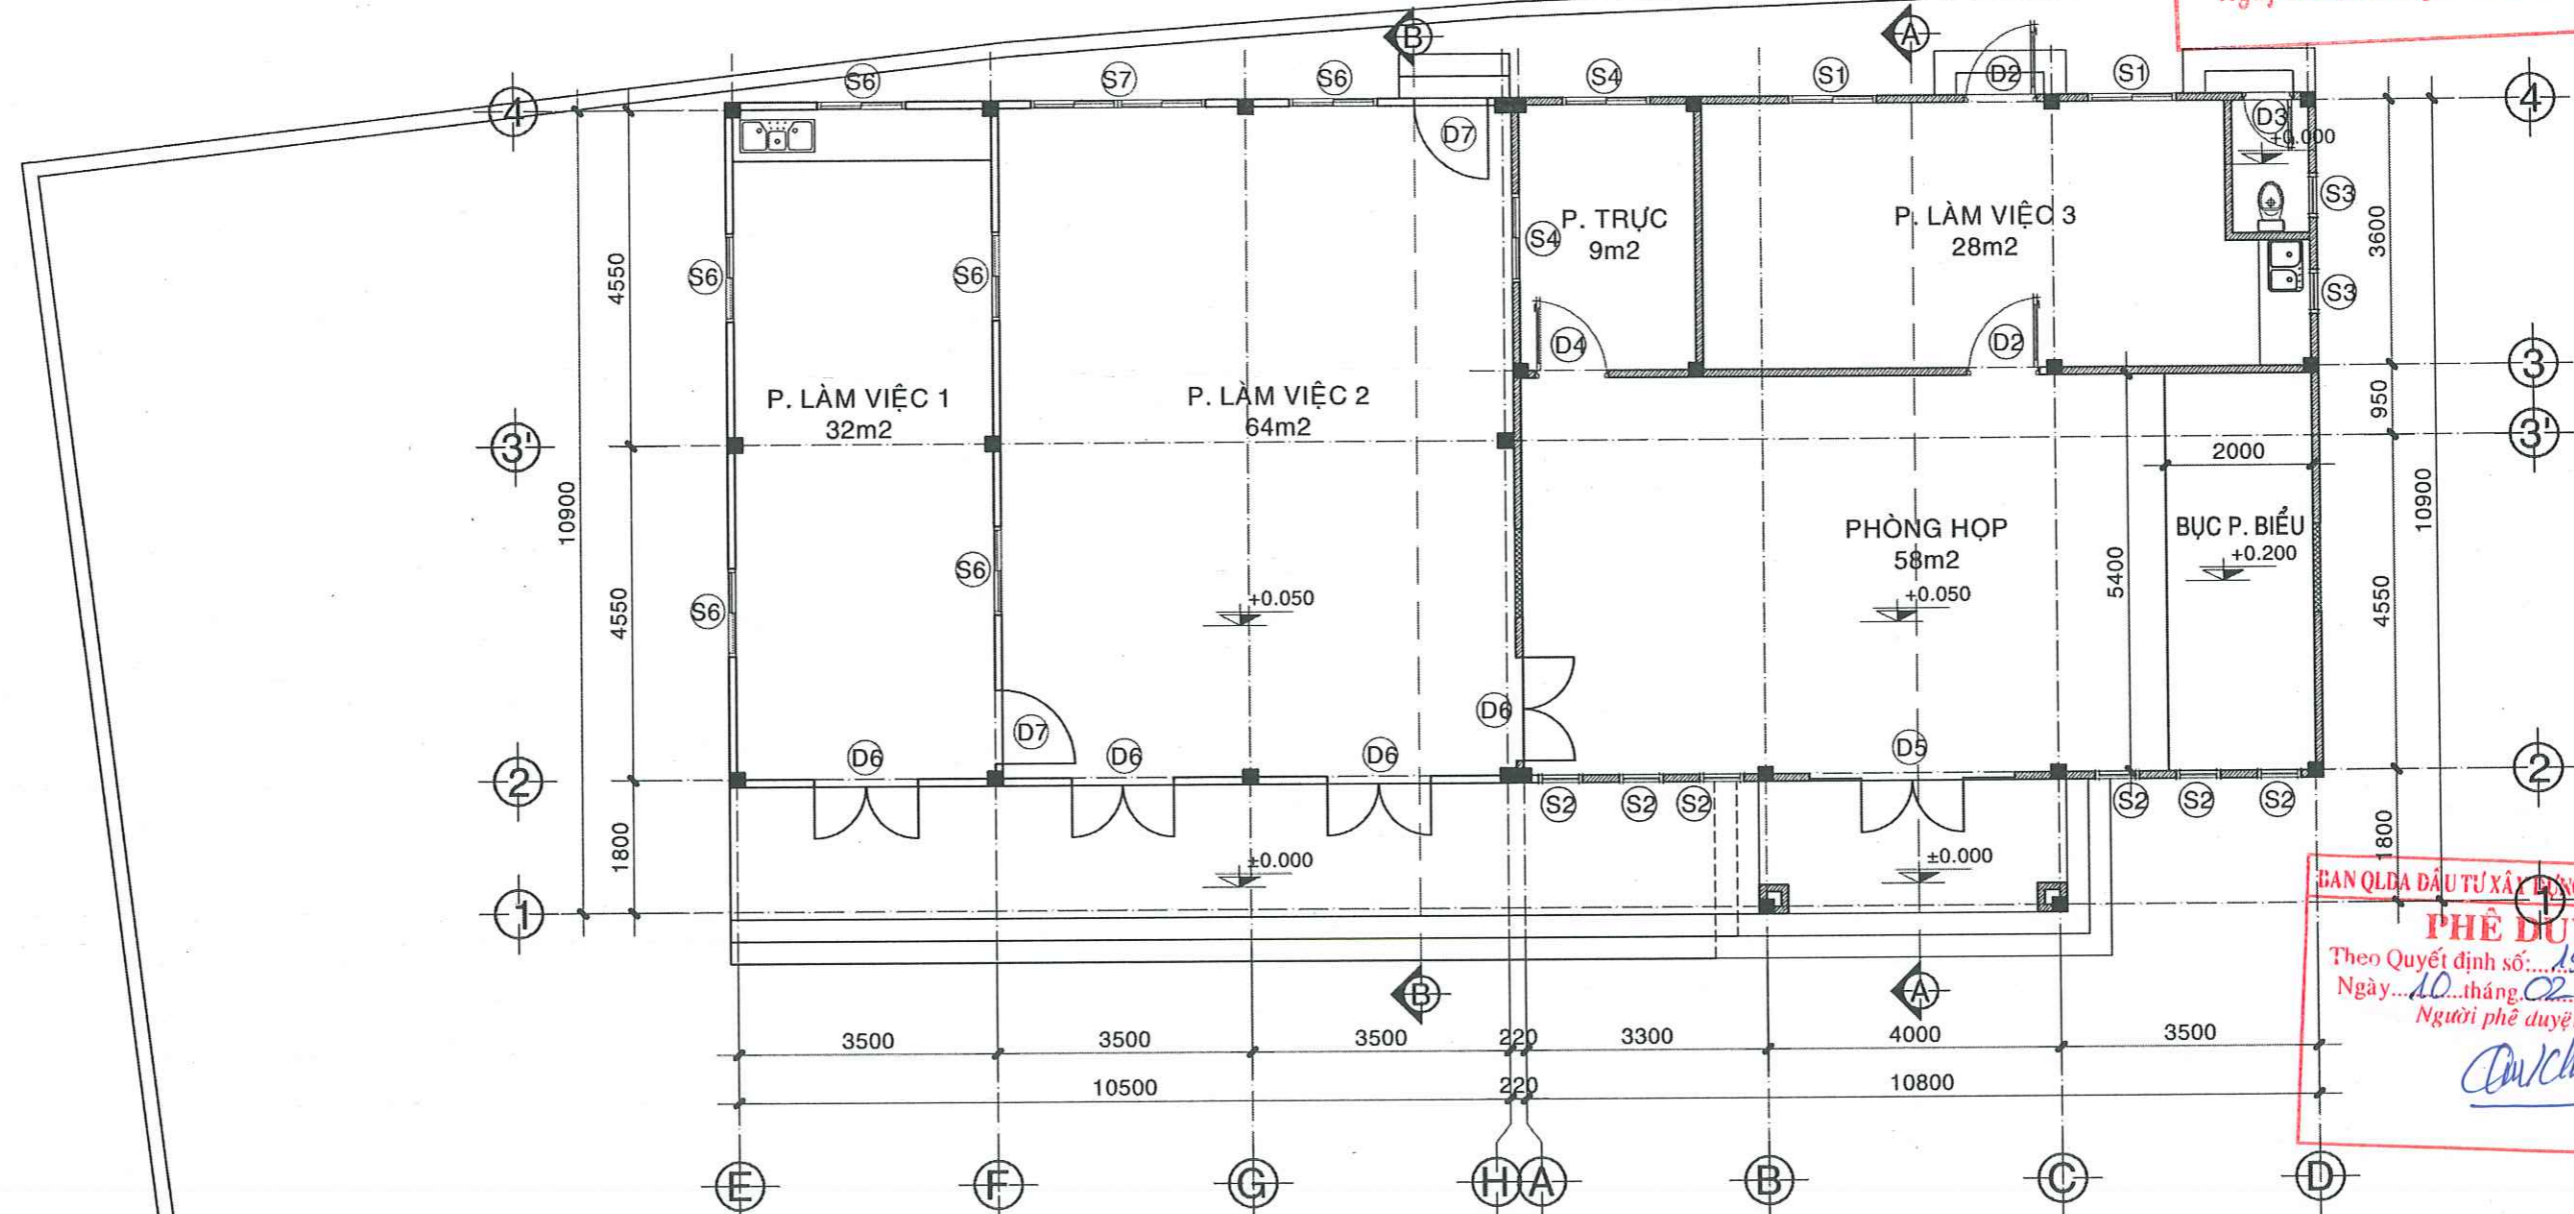 Ngày
B
A
S6
S7
S6
S4
S1
D2
S1
4
4
D7
D3
+0.000
S3
P. TRỰC
9m2
P. LÀM VIỆC 3
28m2
S4
3600
4550
S6
S6
S3
D4
D2
3
P. LÀM VIỆC 1
32m2
P. LÀM VIỆC 2
64m2
950
3'
3'
2000
10900
10900
PHÒNG HỌP
58m2
+0.050
BỤC P. BIỂU
+0.200
5400
S6
S6
4550
4550
+0.050
D7
D6
D6
D6
D6
D5
2
2
S2
S2
S2
S2
S2
S2
1800
1800
±0.000
±0.000
1
1
BAN QLDA ĐẦU TƯ XÂY DỰNG
PHÊ DU
Theo Quyết định số:
Ngày 10 tháng 02
Người phê duyệ
B
A
3500
3500
3500
220
3300
4000
3500
10500
220
10800
E
F
G
H
A
B
C
D